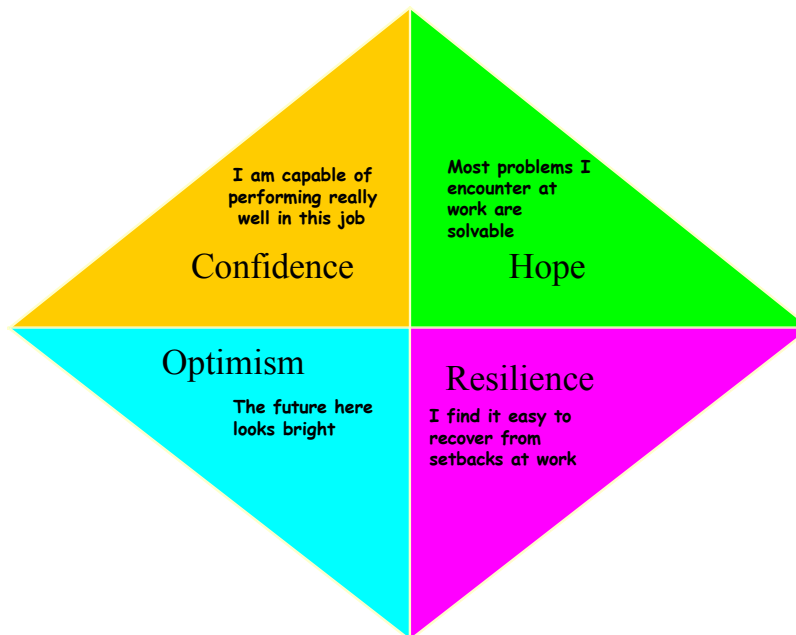 I am capable of
performing really
well in this job
Confidence
Most problems I
encounter at
work are
solvable
Hope
Optimism
The future here
looks bright
Resilience
I find it easy to
recover from
setbacks at work